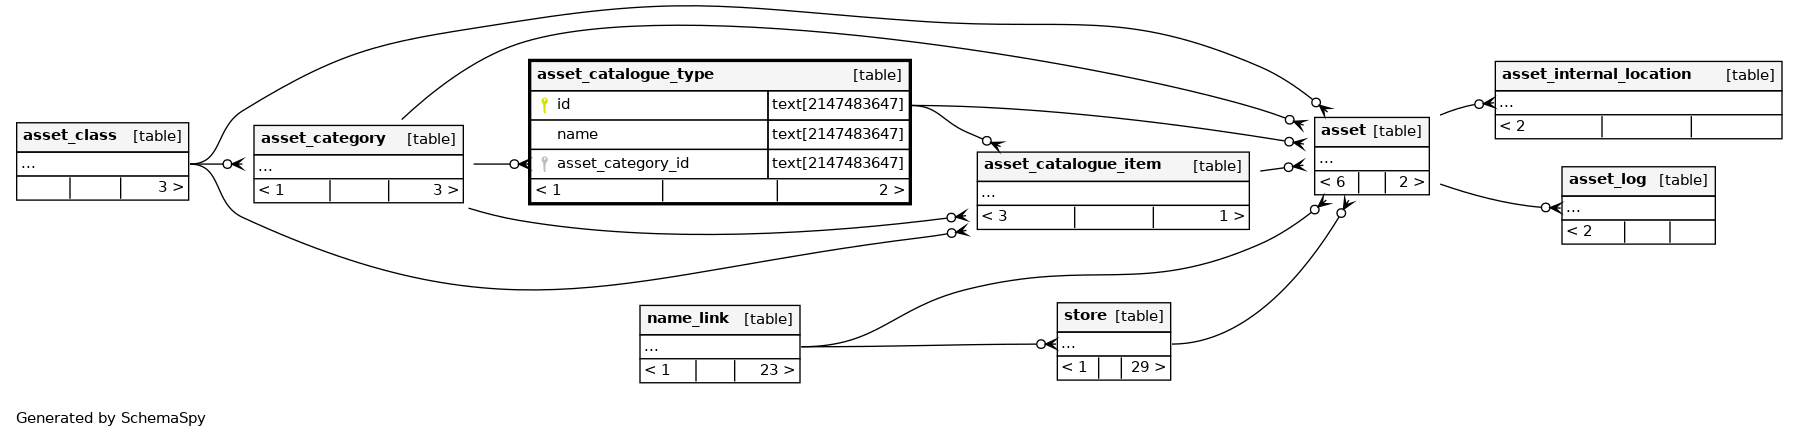 asset_class [table]
...
3 >
asset_category [table]
...
< 1 3 >
asset_catalogue_type [table]
id text[2147483647]
name text[2147483647]
asset_category_id text[2147483647]
< 1 2 >
asset_catalogue_item [table]
...
< 3 1 >
asset [table]
...
< 6 2 >
asset_internal_location [table]
...
< 2
asset_log [table]
...
< 2
name_link [table]
...
< 1 23 >
store [table]
...
< 1 29 >
Generated by SchemaSpy